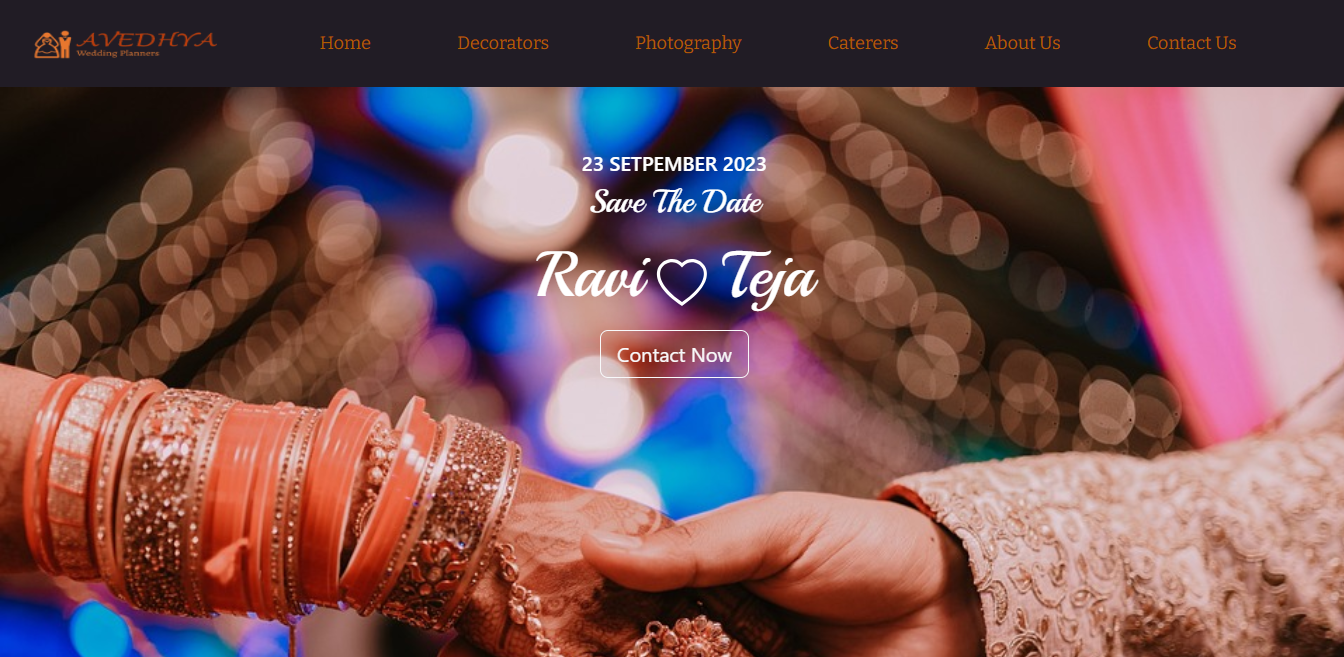 AVEDHYA
Wedding Planners
Home
Decorators
Photography
Caterers
About Us
Contact Us
23 SETPEMBER 2023
Save The Date
Ravi Teja
Contact Now